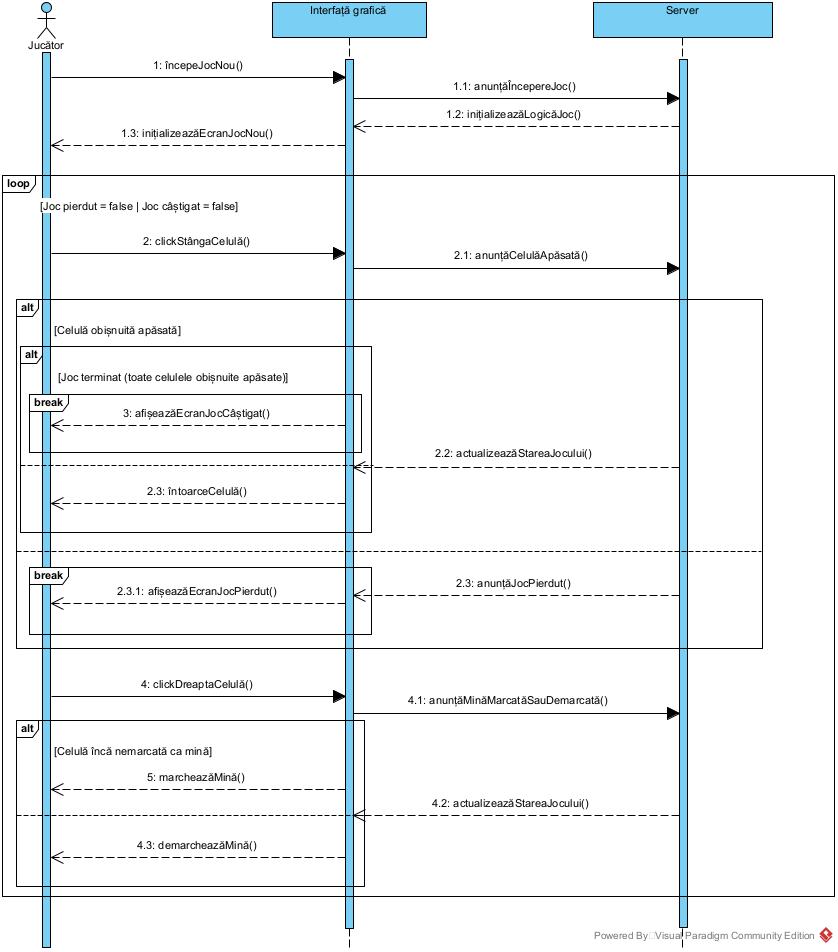 Interfață grafică
Server
Jucător
1: începeJocNou()
1.1: anunțăÎncepereJoc()
1.2: inițializeazăLogicăJoc()
1.3: inițializeazăEcranJocNou()
loop
[Joc pierdut = false | Joc câștigat = false]
2: clickStângaCelulă()
2.1: anunțăCelulăApăsată()
alt
[Celulă obișnuită apăsată]
alt
[Joc terminat (toate celulele obișnuite apăsate)]
break
3: afișeazăEcranJocCâștigat()
2.2: actualizeazăStareaJocului()
2.3: întoarceCelulă()
break
2.3: anunțăJocPierdut()
2.3.1: afișeazăEcranJocPierdut()
4: clickDreaptaCelulă()
4.1: anunțăMinăMarcatăSauDemarcată()
alt
[Celulă încă nemarcată ca mină]
5: marcheazăMină()
4.2: actualizeazăStareaJocului()
4.3: demarcheazăMină()
Powered By Visual Paradigm Community Edition